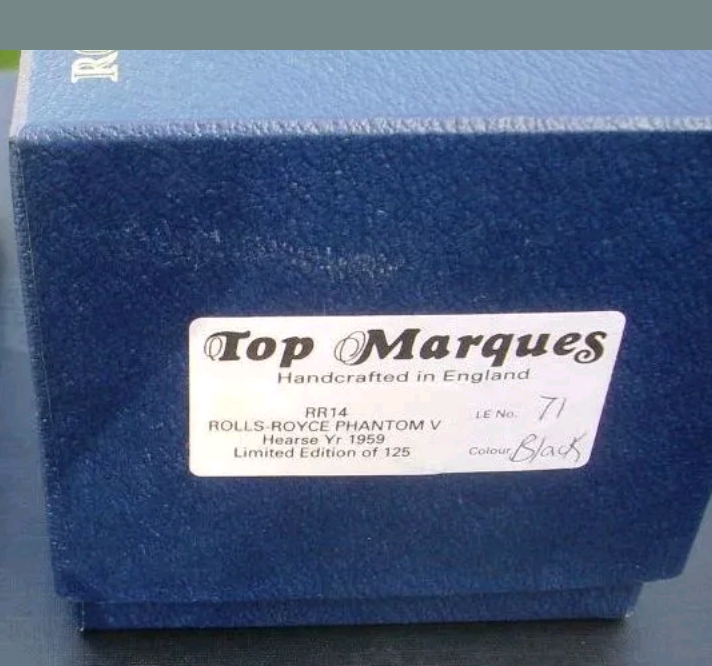 Top Marques
Handcrafted in England
RR14
ROLLS-ROYCE PHANTOM V
Hearse Yr 1959
Limited Edition of 125
LE No. 71
Colour Black